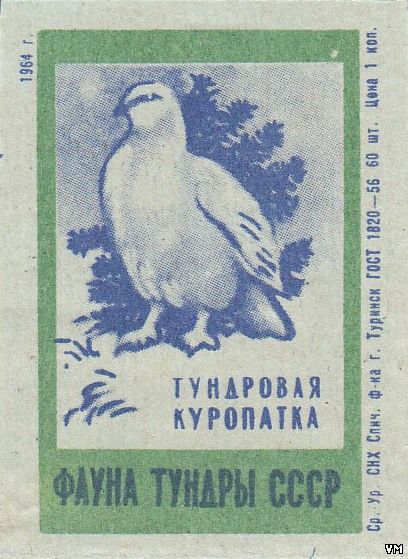 1964 г.
ТУНДРОВАЯ
КУРОПАТКА
ФАУНА ТУНДРЫ СССР
Ср. Ур. СНХ Спич. ф-ка г. Туринск ГОСТ 1820—56 60 шт. Цена 1 коп.
VM